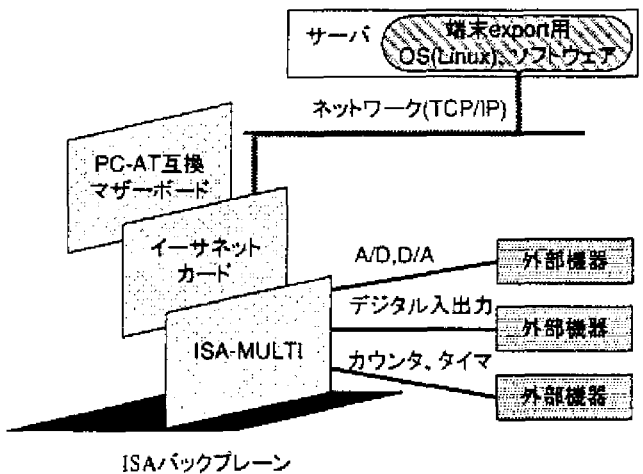 サーバ
端末export用
OS(Linux)、ソフトウェア
ネットワーク(TCP/IP)
PC-AT互換
マザーボード
イーサネット
カード
ISA-MULTI
A/D,D/A
外部機器
デジタル入出力
外部機器
カウンタ、タイマ
外部機器
ISAバックプレーン